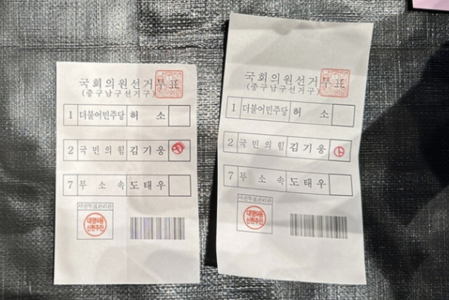 국회의원선거투표
(중구남구선거구)
1 더불어민주당 허소
2 국민의힘 김기웅
7 무소속 도태우
국회의원선거투표
(중구남구선거구)
1 더불어민주당 허소
2 국민의힘 김기웅
7 무소속 도태우